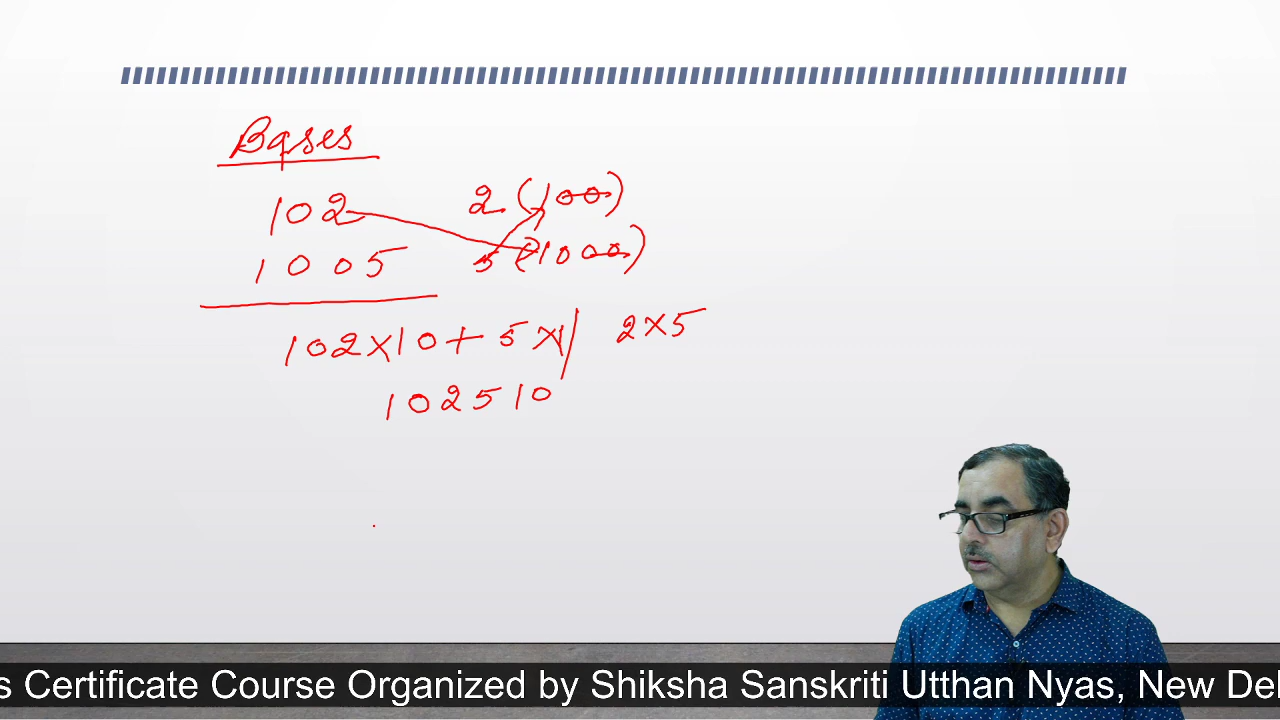 Bases
102 2 (100)
1005 5 (1000)
102×10+5×1/ 2×5
102510
s Certificate Course Organized by Shiksha Sanskriti Utthan Nyas, New Del